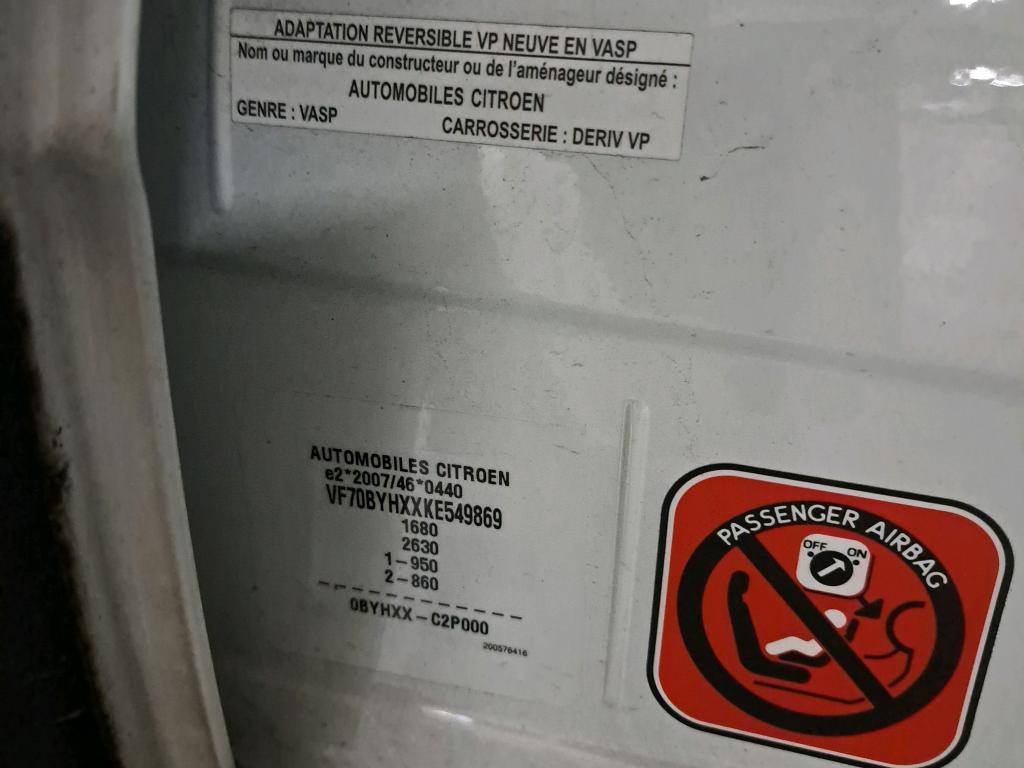 ADAPTATION REVERSIBLE VP NEUVE EN VASP
Nom ou marque du constructeur ou de l'aménageur désigné :
AUTOMOBILES CITROEN
GENRE : VASP
CARROSSERIE : DERIV VP
AUTOMOBILES CITROEN
e2*2007/46*0440
VF70BYHXXKE549869
1680
2630
1-950
2-860
0BYHXX-C2P000
200576416
PASSENGER AIRBAG
OFF ON